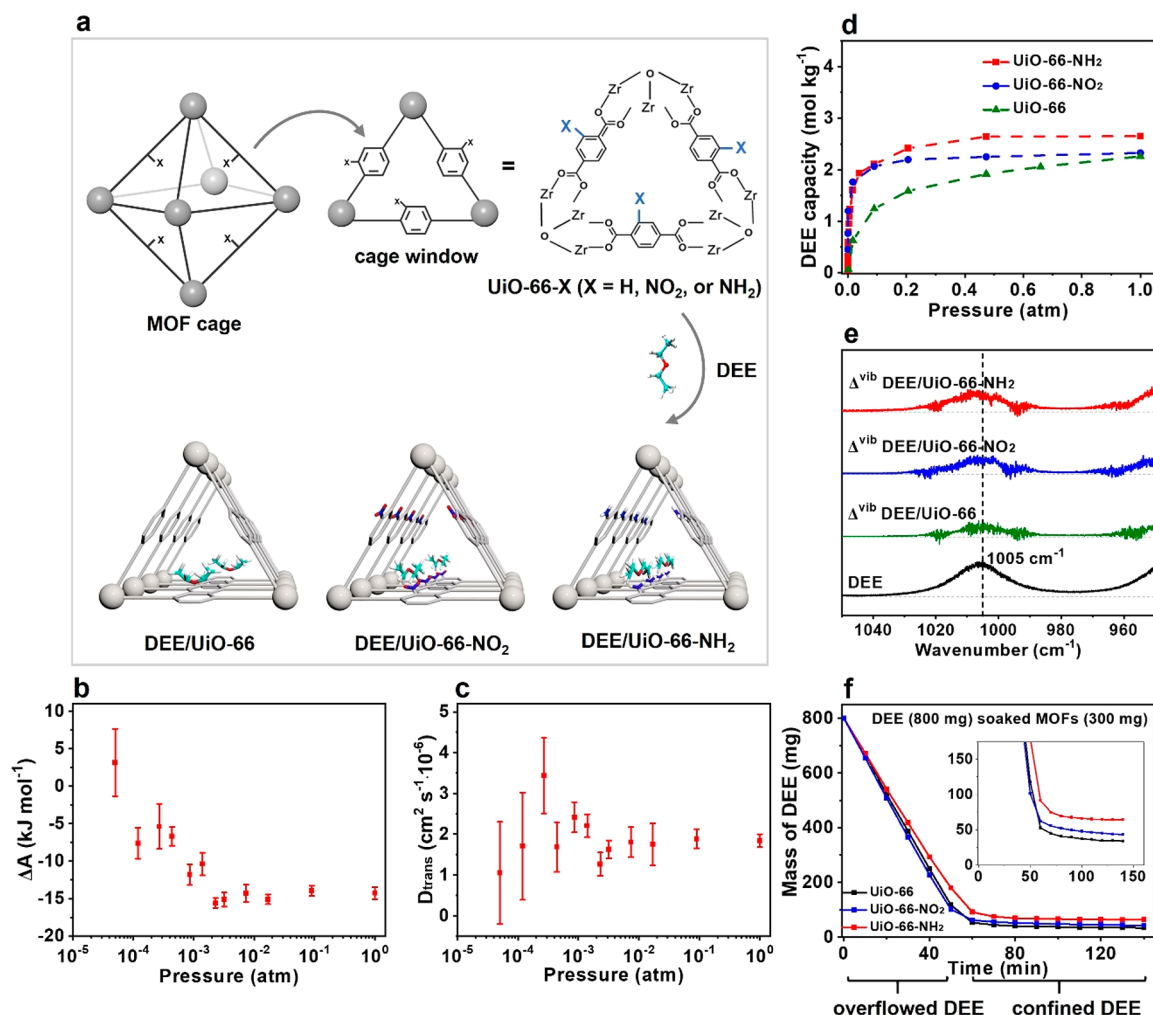 a
MOF cage
X
X
X
X
cage window
X
X
X
=
UiO-66-X (X = H, NO₂, or NH₂)
Zr
O
Zr
Zr
X
X
X
O
O
O
O
Zr
Zr
O
Zr
Zr
Zr
Zr
O
DEE
DEE/UiO-66
DEE/UiO-66-NO₂
DEE/UiO-66-NH₂
b
ΔA (kJ mol⁻¹)
10
5
0
-5
-10
-15
-20
10⁻⁵ 10⁻⁴ 10⁻³ 10⁻² 10⁻¹ 10⁰
Pressure (atm)
c
Dtrans (cm² s⁻¹·10⁻⁶)
5
4
3
2
1
0
10⁻⁵ 10⁻⁴ 10⁻³ 10⁻² 10⁻¹ 10⁰
Pressure (atm)
d
DEE capacity (mol kg⁻¹)
UiO-66-NH₂
UiO-66-NO₂
UiO-66
4
3
2
1
0
0.0 0.2 0.4 0.6 0.8 1.0
Pressure (atm)
e
Δvib DEE/UiO-66-NH₂
Δvib DEE/UiO-66-NO₂
Δvib DEE/UiO-66
1005 cm⁻¹
DEE
1040 1020 1000 980 960
Wavenumber (cm⁻¹)
f
Mass of DEE (mg)
DEE (800 mg) soaked MOFs (300 mg)
800
600
400
200
0
150
100
50
0
0 50 100 150
UiO-66
UiO-66-NO₂
UiO-66-NH₂
0 40 80 120
Time (min)
overflowed DEE
confined DEE